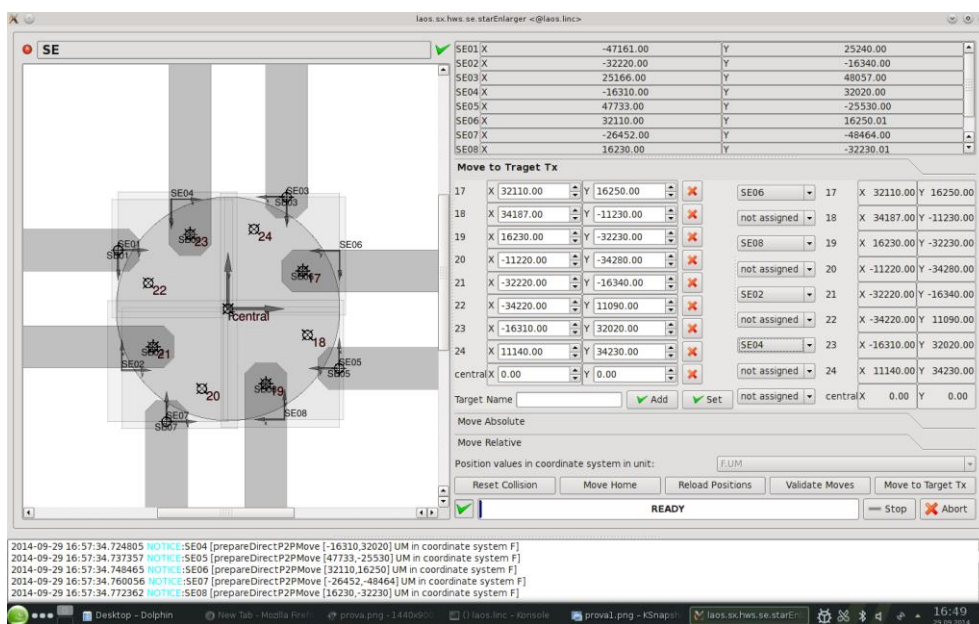 laos.sx.hws.se.starEnlarger <@laos.linc>
SE
SE01 X -47161.00 Y 25240.00
SE02 X -32220.00 Y -16340.00
SE03 X 25166.00 Y 48057.00
SE04 X -16310.00 Y 32020.00
SE05 X 47733.00 Y -25530.00
SE06 X 32110.00 Y 16250.01
SE07 X -26452.00 Y -48464.00
SE08 X 16230.00 Y -32230.01
Move to Traget Tx
17 X 32110.00 Y 16250.00 SE06 17 X 32110.00 Y 16250.00
18 X 34187.00 Y -11230.00 not assigned 18 X 34187.00 Y -11230.00
19 X 16230.00 Y -32230.00 SE08 19 X 16230.00 Y -32230.00
20 X -11220.00 Y -34280.00 not assigned 20 X -11220.00 Y -34280.00
21 X -32220.00 Y -16340.00 SE02 21 X -32220.00 Y -16340.00
22 X -34220.00 Y 11090.00 not assigned 22 X -34220.00 Y 11090.00
23 X -16310.00 Y 32020.00 SE04 23 X -16310.00 Y 32020.00
24 X 11140.00 Y 34230.00 not assigned 24 X 11140.00 Y 34230.00
central X 0.00 Y 0.00 not assigned central X 0.00 Y 0.00
Target Name Add Set
Move Absolute
Move Relative
Position values in coordinate system in unit: F.UM
Reset Collision Move Home Reload Positions Validate Moves Move to Target Tx
READY Stop Abort
SE04
SE03
SE03
23
24
SE01
SE01
SE06
17
22
central
18
21
SE02
SE05
SE05
20
19
SE07
SE07
SE08
2014-09-29 16:57:34.724805 NOTICE:SE04 [prepareDirectP2PMove [-16310,32020] UM in coordinate system F]
2014-09-29 16:57:34.737357 NOTICE:SE05 [prepareDirectP2PMove [47733,-25530] UM in coordinate system F]
2014-09-29 16:57:34.748465 NOTICE:SE06 [prepareDirectP2PMove [32110,16250] UM in coordinate system F]
2014-09-29 16:57:34.760056 NOTICE:SE07 [prepareDirectP2PMove [-26452,-48464] UM in coordinate system F]
2014-09-29 16:57:34.772362 NOTICE:SE08 [prepareDirectP2PMove [16230,-32230] UM in coordinate system F]
Desktop – Dolphin
New Tab - Mozilla Firef
prova.png - 1440x900
() laos.linc - Konsole
prova1.png – KSnapsh
laos.sx.hws.se.starEnl
16:49
29.09.2014